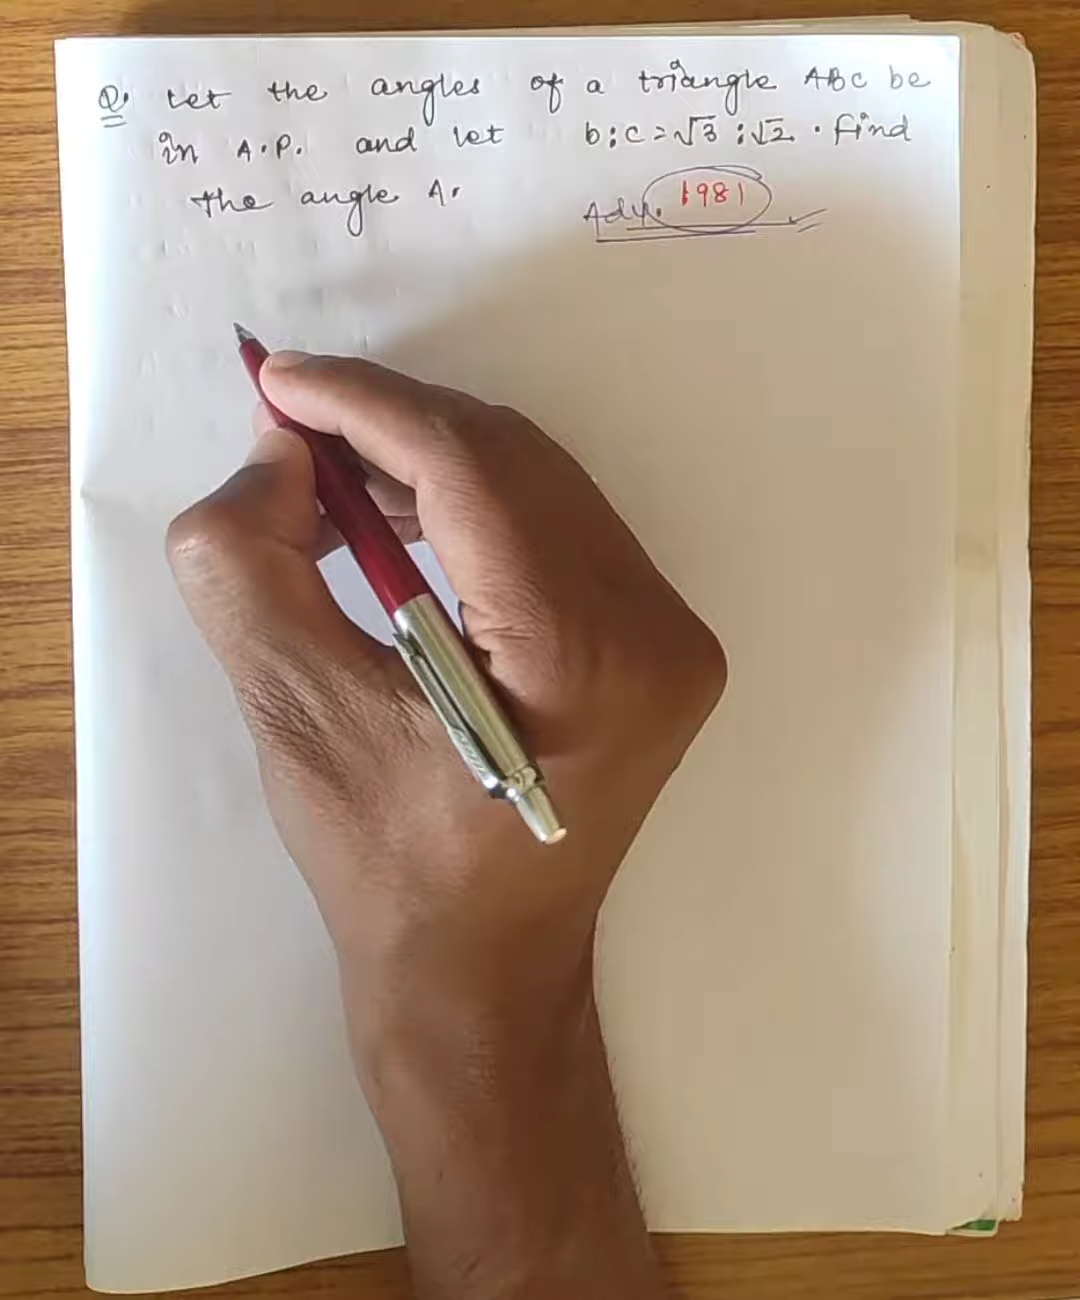 Q. Let the angles of a triangle ABC be
in A.P. and let b:c=√3:√2. find
the angle A.
Adv. 1981